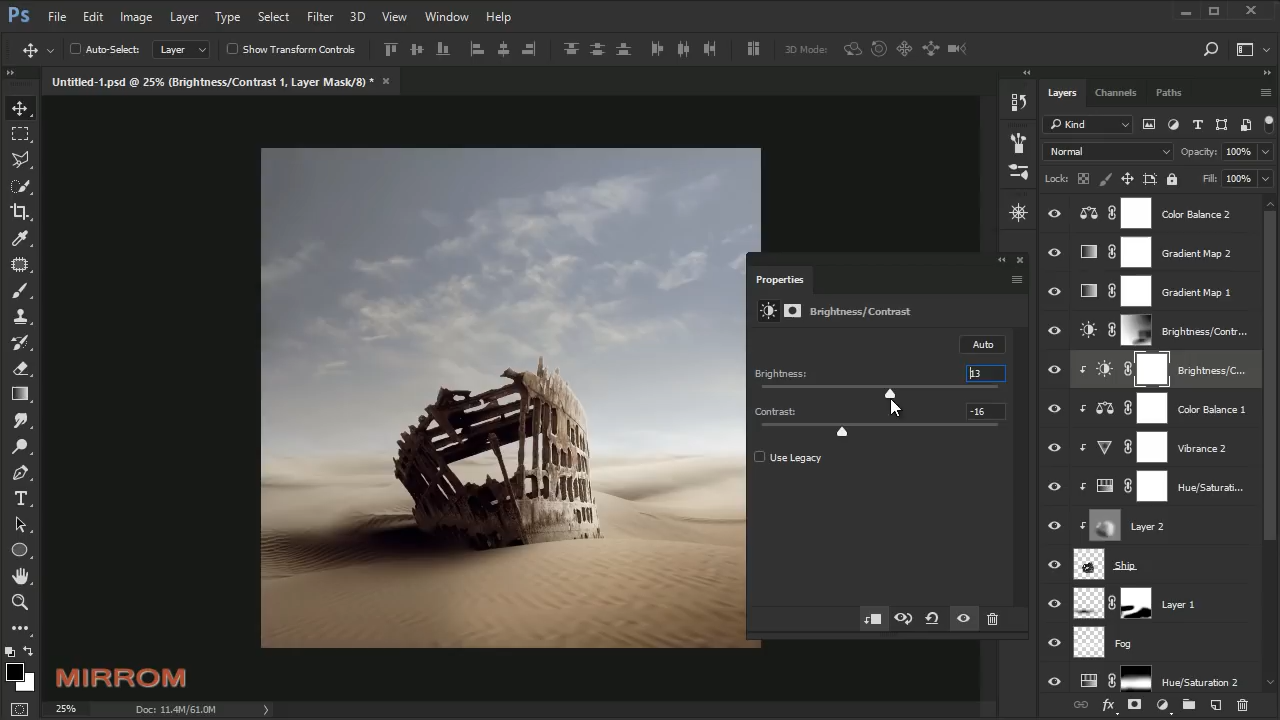 Ps File Edit Image Layer Type Select Filter 3D View Window Help
Auto-Select: Layer Show Transform Controls 3D Mode:
Untitled-1.psd @ 25% (Brightness/Contrast 1, Layer Mask/8) *
Layers Channels Paths
Kind
Normal Opacity: 100%
Lock: Fill: 100%
Color Balance 2
Gradient Map 2
Gradient Map 1
Brightness/Contr...
Brightness/C...
Color Balance 1
Vibrance 2
Hue/Saturati...
Layer 2
Ship
Layer 1
Fog
Hue/Saturation 2
Properties
Brightness/Contrast
Auto
Brightness: 13
Contrast: -16
Use Legacy
MIRROM
25% Doc: 11.4M/61.0M